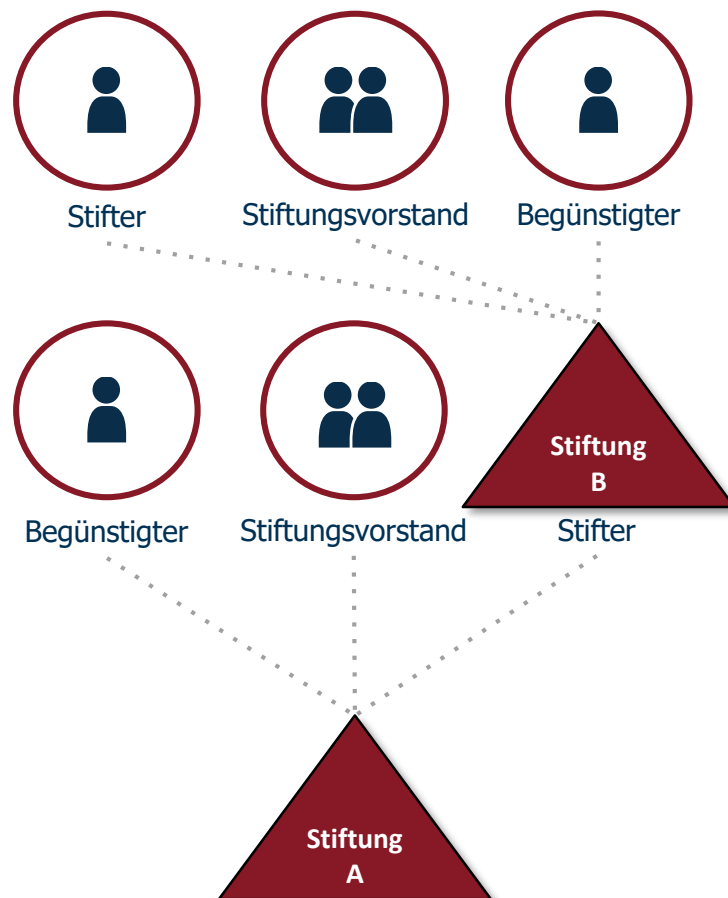 Stifter
Stiftungsvorstand
Begünstigter
Stiftung
B
Begünstigter
Stiftungsvorstand
Stifter
Stiftung
A